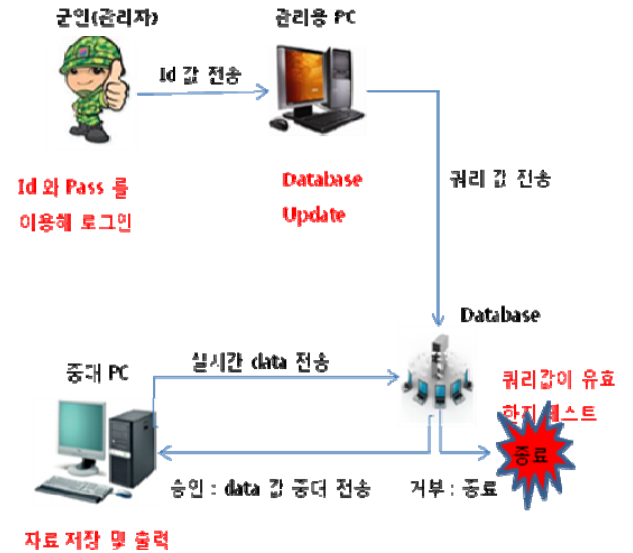 군인(관리자)
관리용 PC
Id 값 전송
Id 와 Pass 를
이용해 로그인
Database
Update
쿼리 값 전송
Database
중대 PC
실시간 data 전송
쿼리값이 유효
한지 테스트
종료
승인 : data 값 중대 전송
거부 : 종료
자료 저장 및 출력